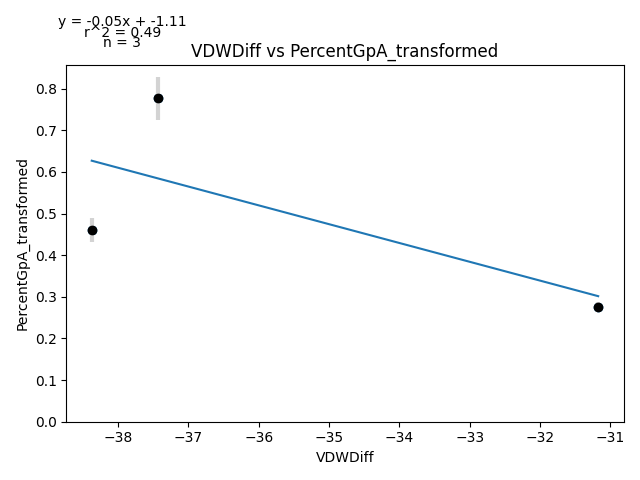 y = -0.05x + -1.11
r^2 = 0.49
n = 3
VDWDiff vs PercentGpA_transformed
PercentGpA_transformed
0.8
0.7
0.6
0.5
0.4
0.3
0.2
0.1
0.0
−38
−37
−36
−35
−34
−33
−32
−31
VDWDiff